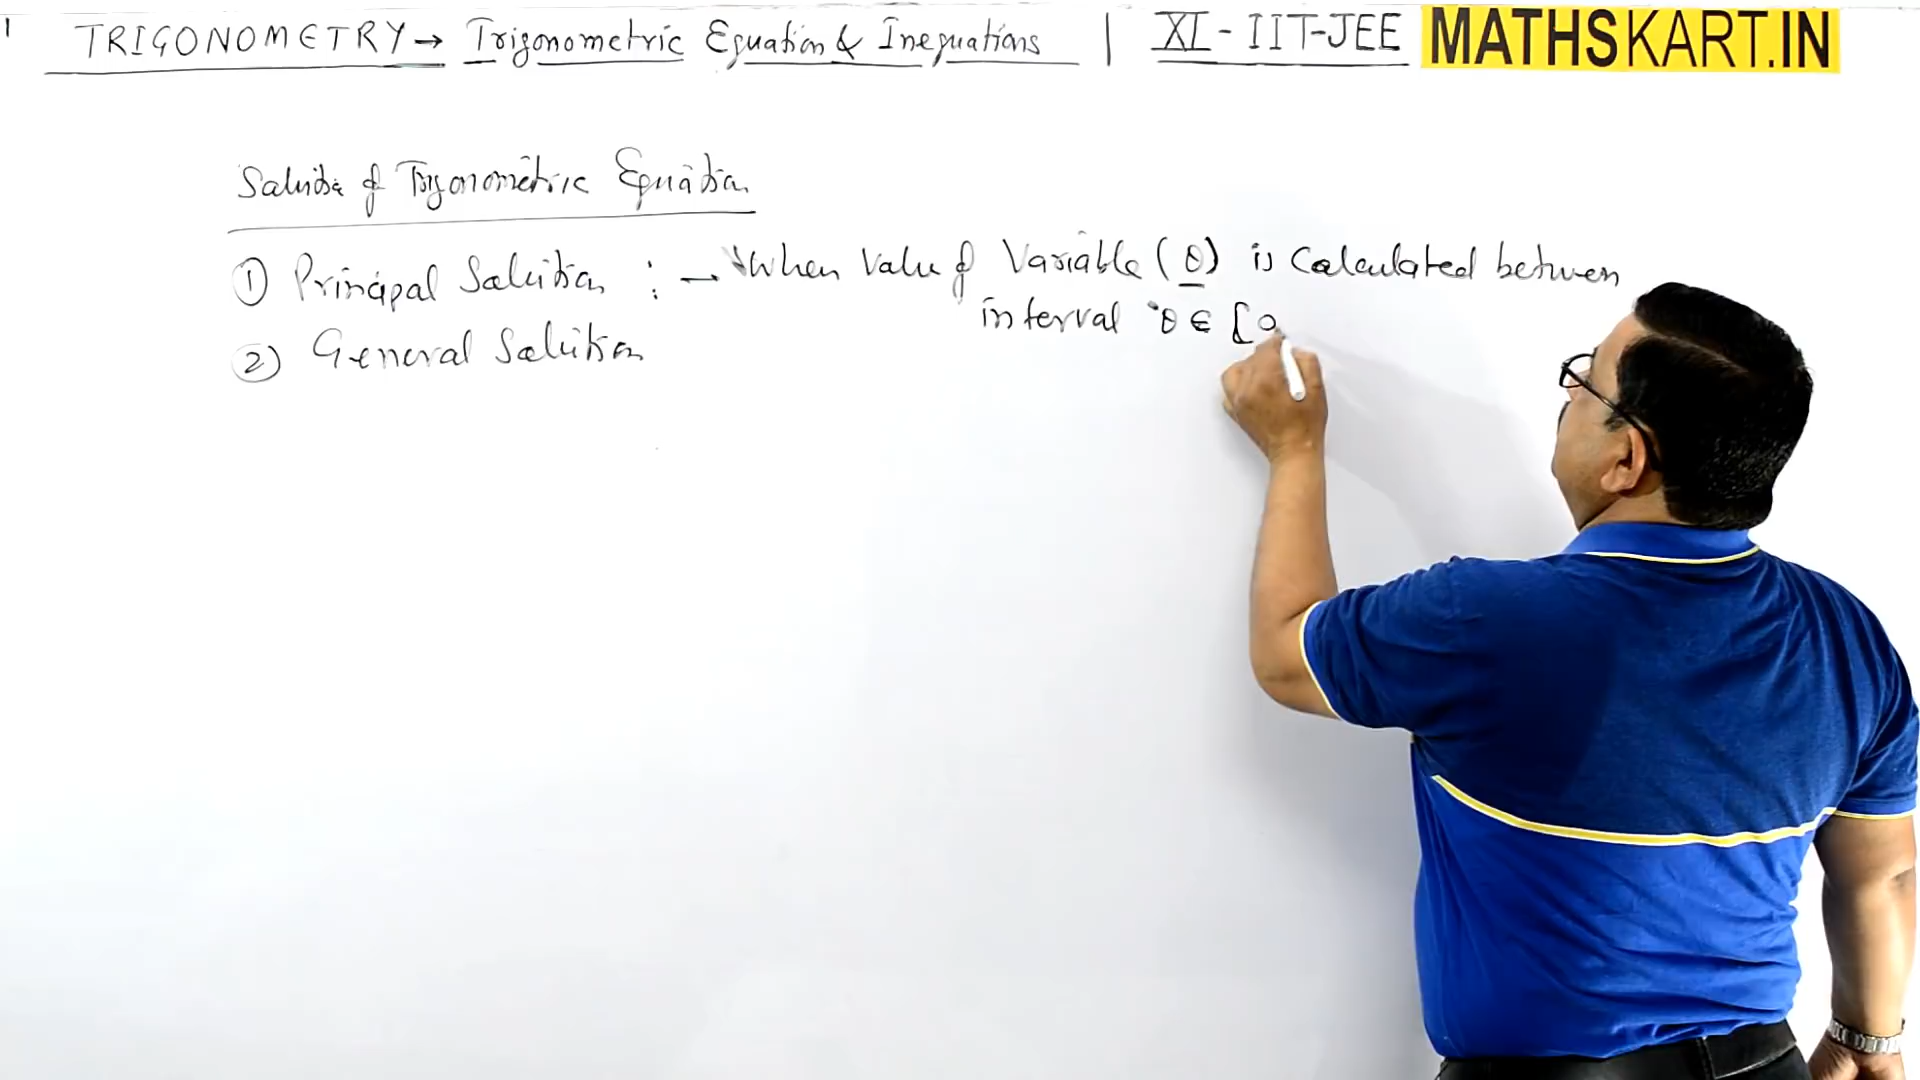 1 TRIGONOMETRY → Trigonometric Equation & Inequations | XI - IIT-JEE MATHSKART.IN
Solution of Trigonometric Equation
① Principal Solution : → When Value of Variable (θ) is Calculated between
interval θ ∈ [0
② General Solution